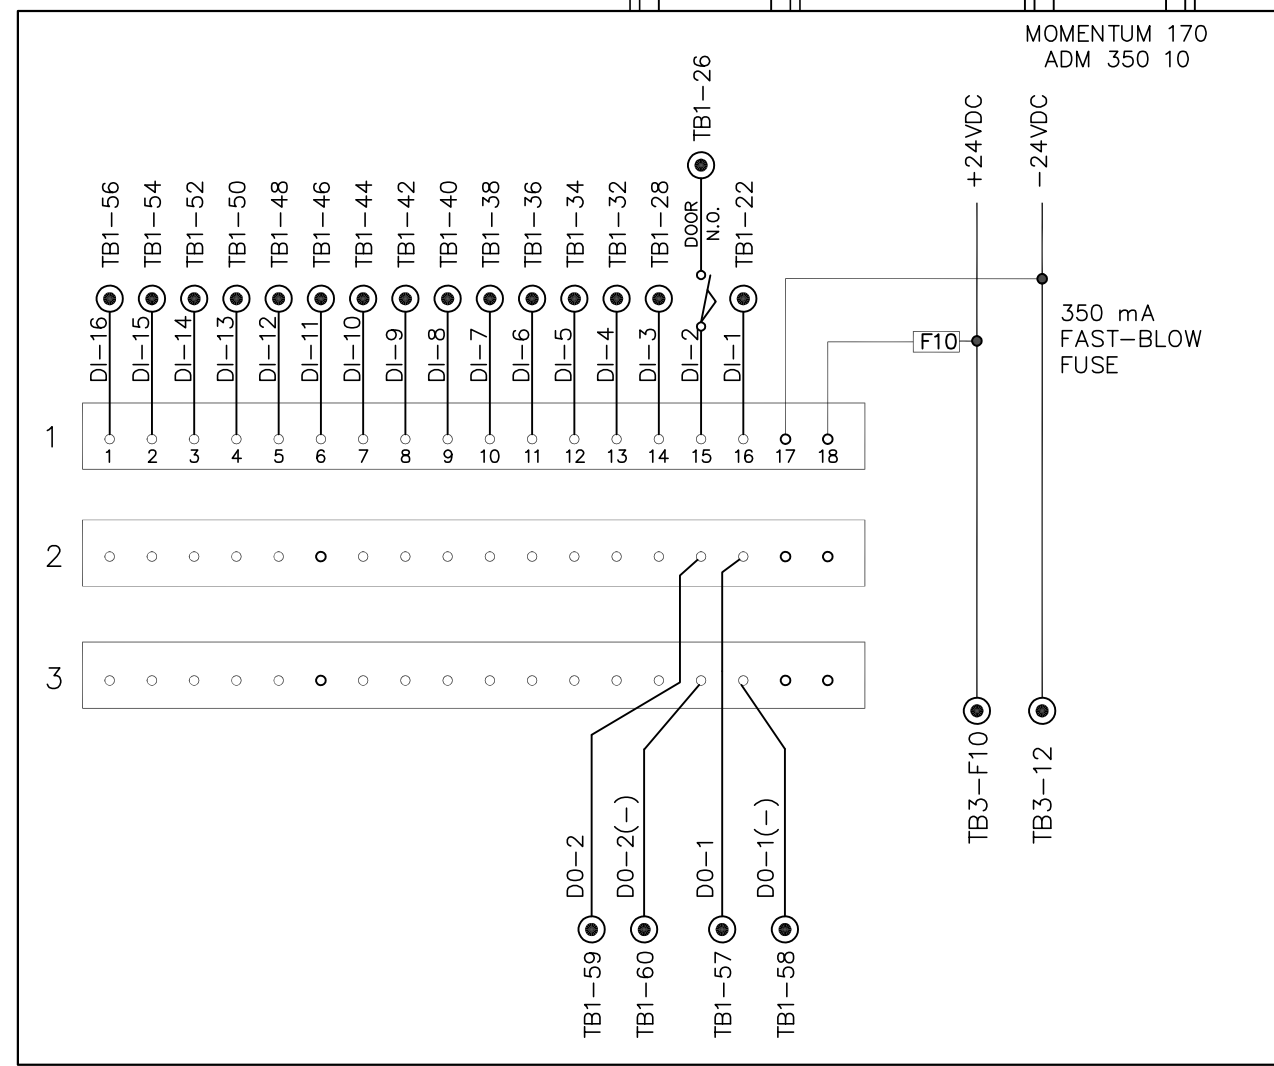 MOMENTUM 170
ADM 350 10
+24VDC
−24VDC
TB1−26
TB1−56
TB1−54
TB1−52
TB1−50
TB1−48
TB1−46
TB1−44
TB1−42
TB1−40
TB1−38
TB1−36
TB1−34
TB1−32
TB1−28
TB1−22
DOOR
N.O.
DI−16
DI−15
DI−14
DI−13
DI−12
DI−11
DI−10
DI−9
DI−8
DI−7
DI−6
DI−5
DI−4
DI−3
DI−2
DI−1
F10
350 mA
FAST−BLOW
FUSE
1
1 2 3 4 5 6 7 8 9 10 11 12 13 14 15 16 17 18
2
3
TB3−F10
TB3−12
DO−2
DO−2(−)
DO−1
DO−1(−)
TB1−59
TB1−60
TB1−57
TB1−58